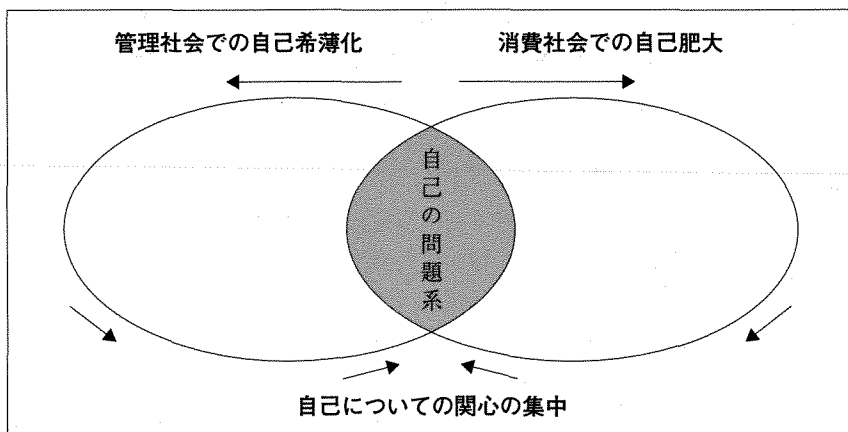 管理社会での自己希薄化
消費社会での自己肥大
自己の問題系
自己についての関心の集中